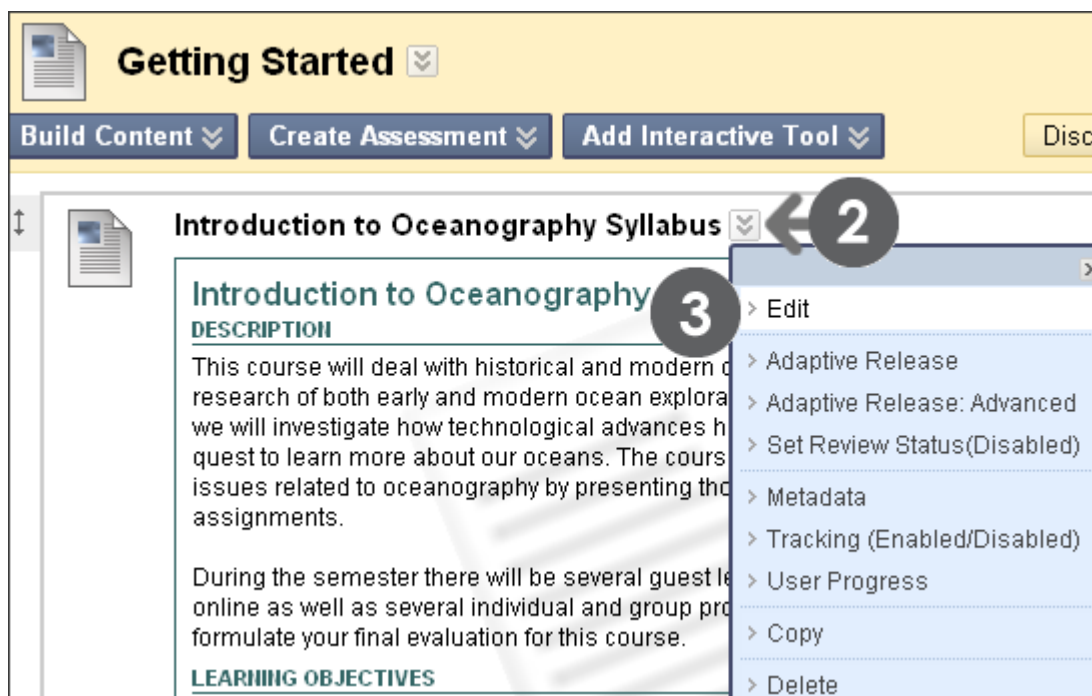 Getting Started
Build Content Create Assessment Add Interactive Tool
Introduction to Oceanography Syllabus 2
Introduction to Oceanography
DESCRIPTION
This course will deal with historical and modern
research of both early and modern ocean explora
we will investigate how technological advances h
quest to learn more about our oceans. The cours
issues related to oceanography by presenting tho
assignments.
During the semester there will be several guest le
online as well as several individual and group pro
formulate your final evaluation for this course.
LEARNING OBJECTIVES
3 Edit
Adaptive Release
Adaptive Release: Advanced
Set Review Status(Disabled)
Metadata
Tracking (Enabled/Disabled)
User Progress
Copy
Delete
Disc